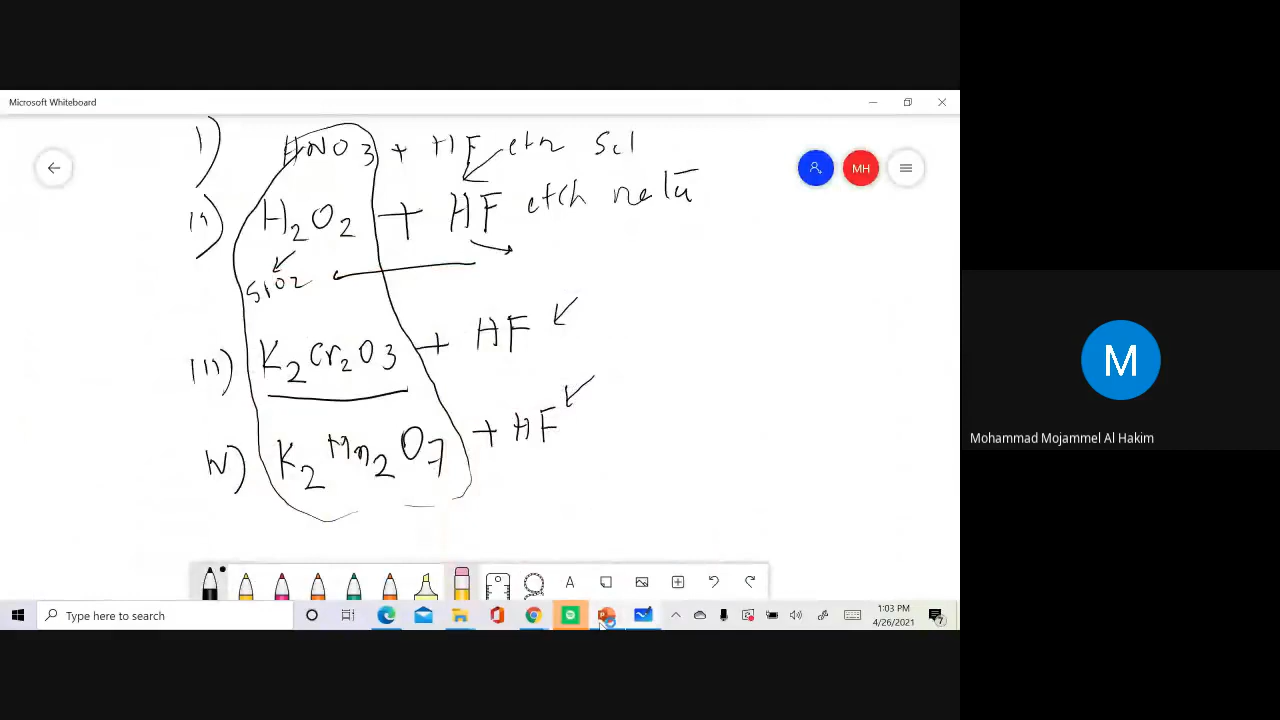 Microsoft Whiteboard
I) HNO3 + HF etch
II) H2O2 + HF etch
SiO2
MH
III) K2Cr2O3 + HF
IV) K2Mn2O7 + HF
M
Mohammad Mojammel Al Hakim
A
Type here to search
1:03 PM
4/26/2021
7